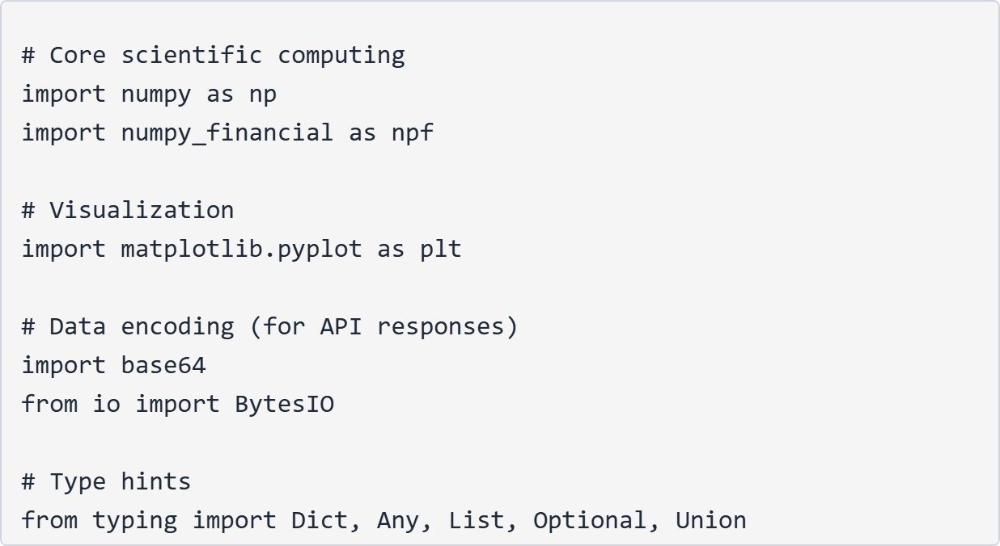 # Core scientific computing
import numpy as np
import numpy_financial as npf
# Visualization
import matplotlib.pyplot as plt
# Data encoding (for API responses)
import base64
from io import BytesIO
# Type hints
from typing import Dict, Any, List, Optional, Union